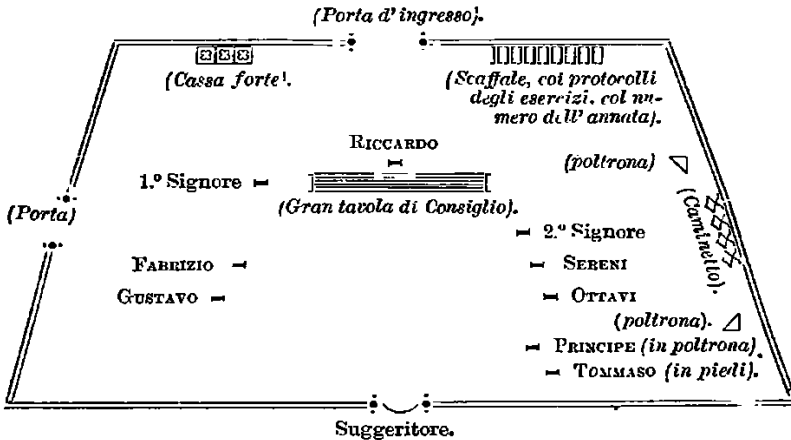 (Porta d'ingresso!.
(Cassa forte!.
(Scaffale, coi protocolli
degli esercizi, col nu-
mero dell' annata).
RICCARDO
(poltrona)
1.º Signore
(Gran tavola di Consiglio).
(Porta)
(Caminetto).
2.º Signore
FABRIZIO
SERENI
GUSTAVO
OTTAVI
(poltrona).
PRINCIPE (in poltrona).
TOMMASO (in piedi).
Suggeritore.